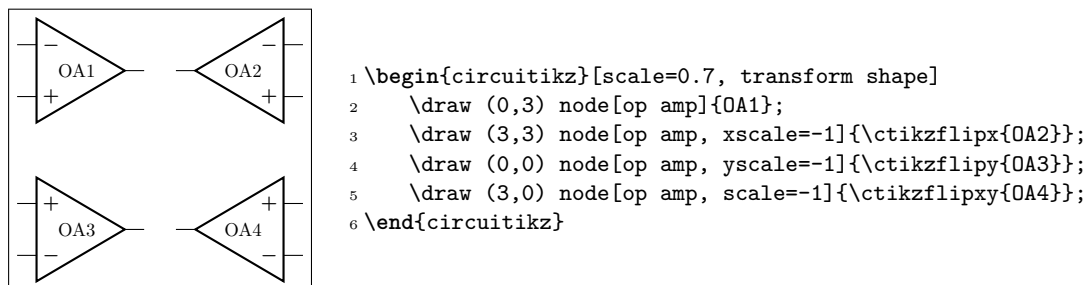 − −
OA1 OA2
+ +
+ +
OA3 OA4
− −
1 \begin{circuitikz}[scale=0.7, transform shape]
2 \draw (0,3) node[op amp]{OA1};
3 \draw (3,3) node[op amp, xscale=-1]{\ctikzflipx{OA2}};
4 \draw (0,0) node[op amp, yscale=-1]{\ctikzflipy{OA3}};
5 \draw (3,0) node[op amp, scale=-1]{\ctikzflipxy{OA4}};
6 \end{circuitikz}